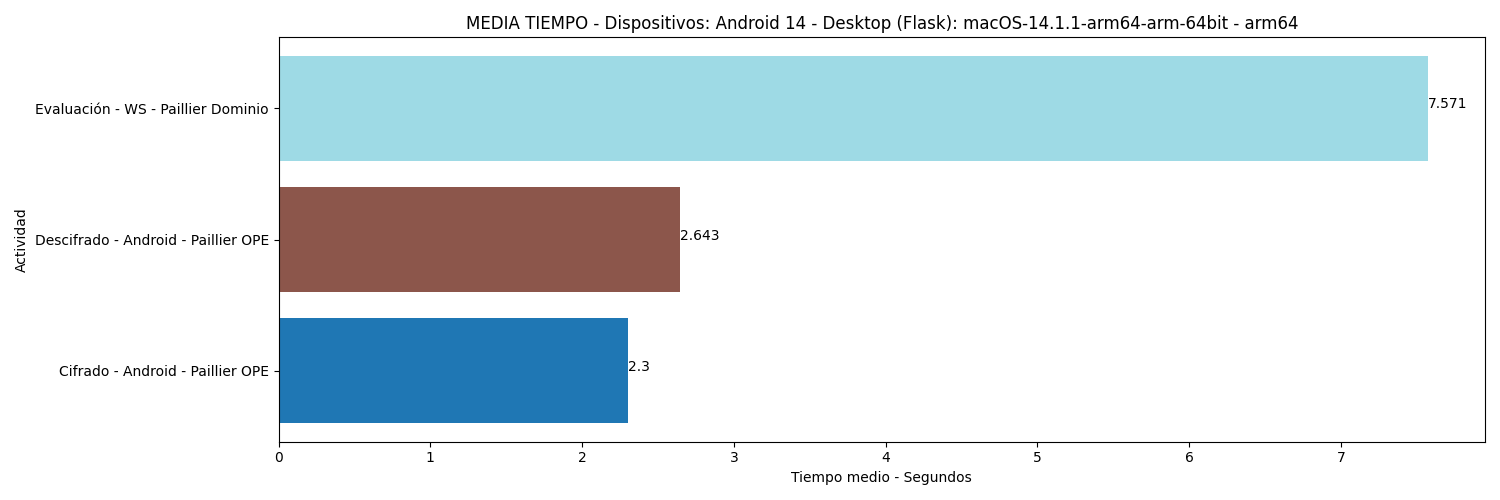 MEDIA TIEMPO - Dispositivos: Android 14 - Desktop (Flask): macOS-14.1.1-arm64-arm-64bit - arm64
Actividad
Evaluación - WS - Paillier Dominio
7.571
Descifrado - Android - Paillier OPE
2.643
Cifrado - Android - Paillier OPE
2.3
0 1 2 3 4 5 6 7
Tiempo medio - Segundos